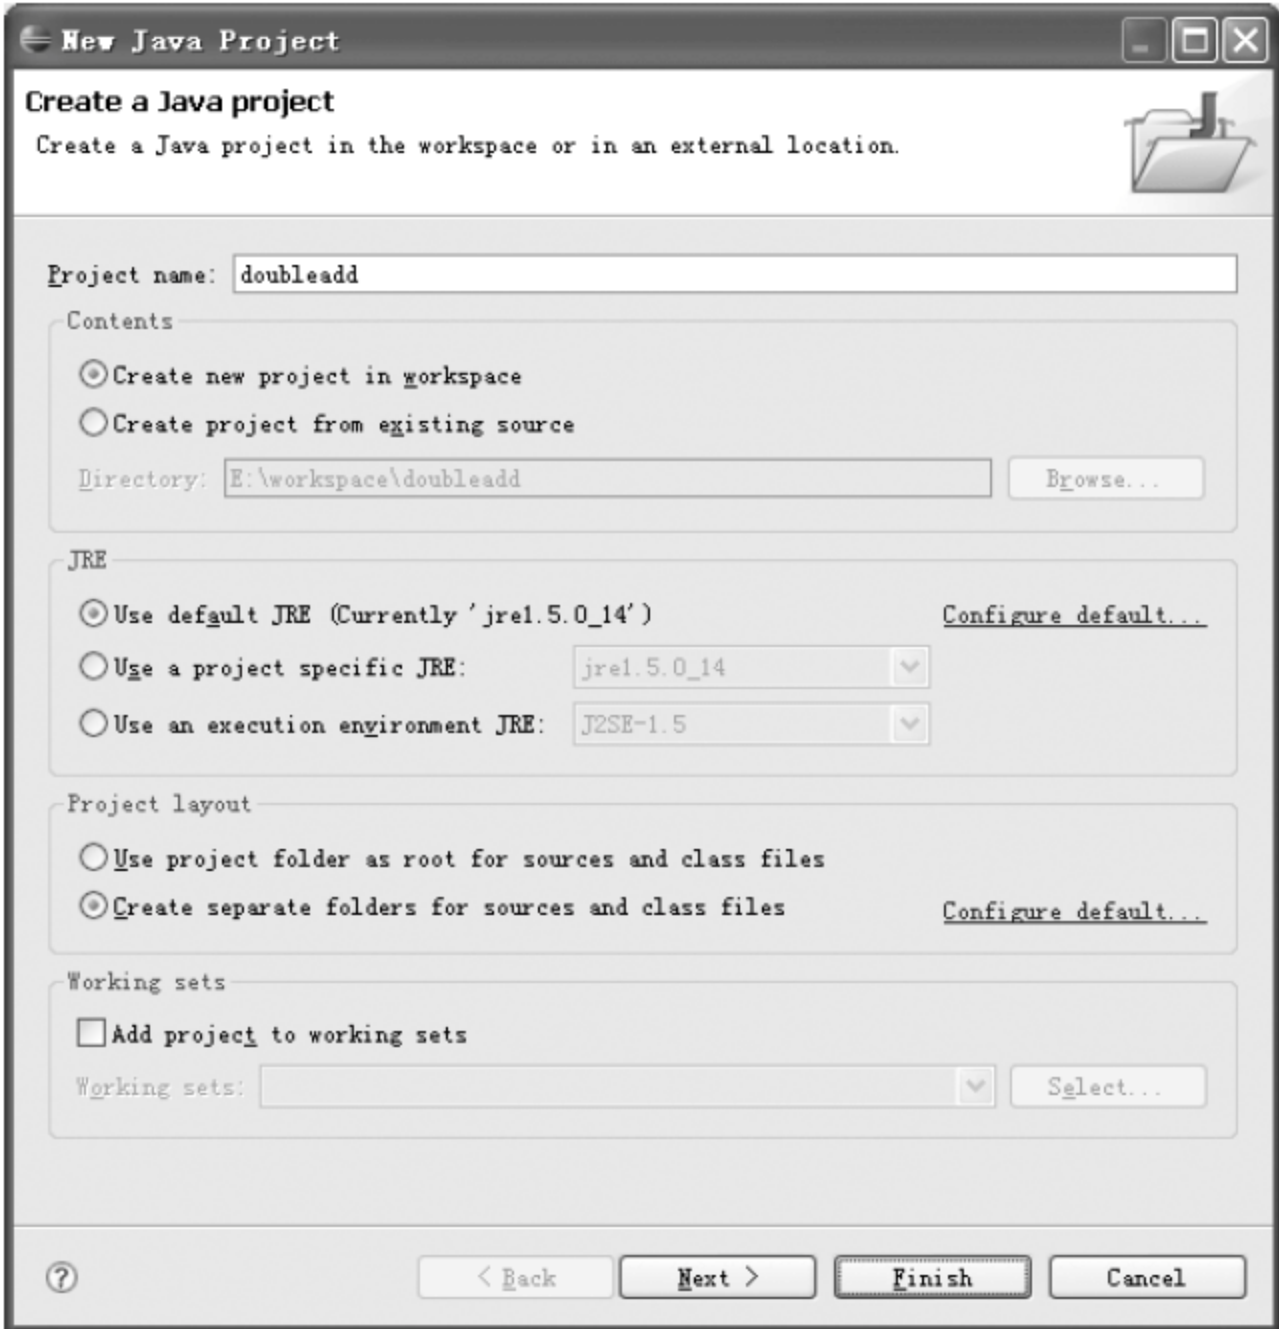 New Java Project
Create a Java project
Create a Java project in the workspace or in an external location.
Project name: doubleadd
Contents
Create new project in workspace
Create project from existing source
Directory: E:\workspace\doubleadd Browse...
JRE
Use default JRE (Currently 'jre1.5.0_14') Configure default...
Use a project specific JRE: jre1.5.0_14
Use an execution environment JRE: J2SE-1.5
Project layout
Use project folder as root for sources and class files
Create separate folders for sources and class files Configure default...
Working sets
Add project to working sets
Working sets: Select...
? < Back Next > Finish Cancel